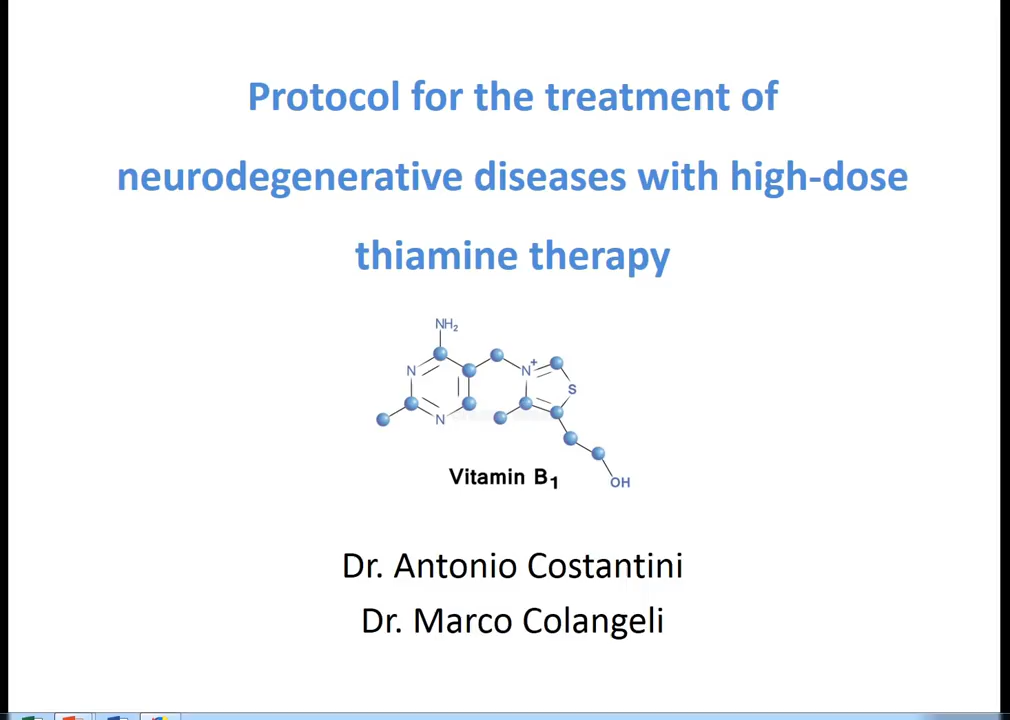 Protocol for the treatment of
neurodegenerative diseases with high-dose
thiamine therapy
NH2
N
N
N+
S
OH
Vitamin B1
Dr. Antonio Costantini
Dr. Marco Colangeli